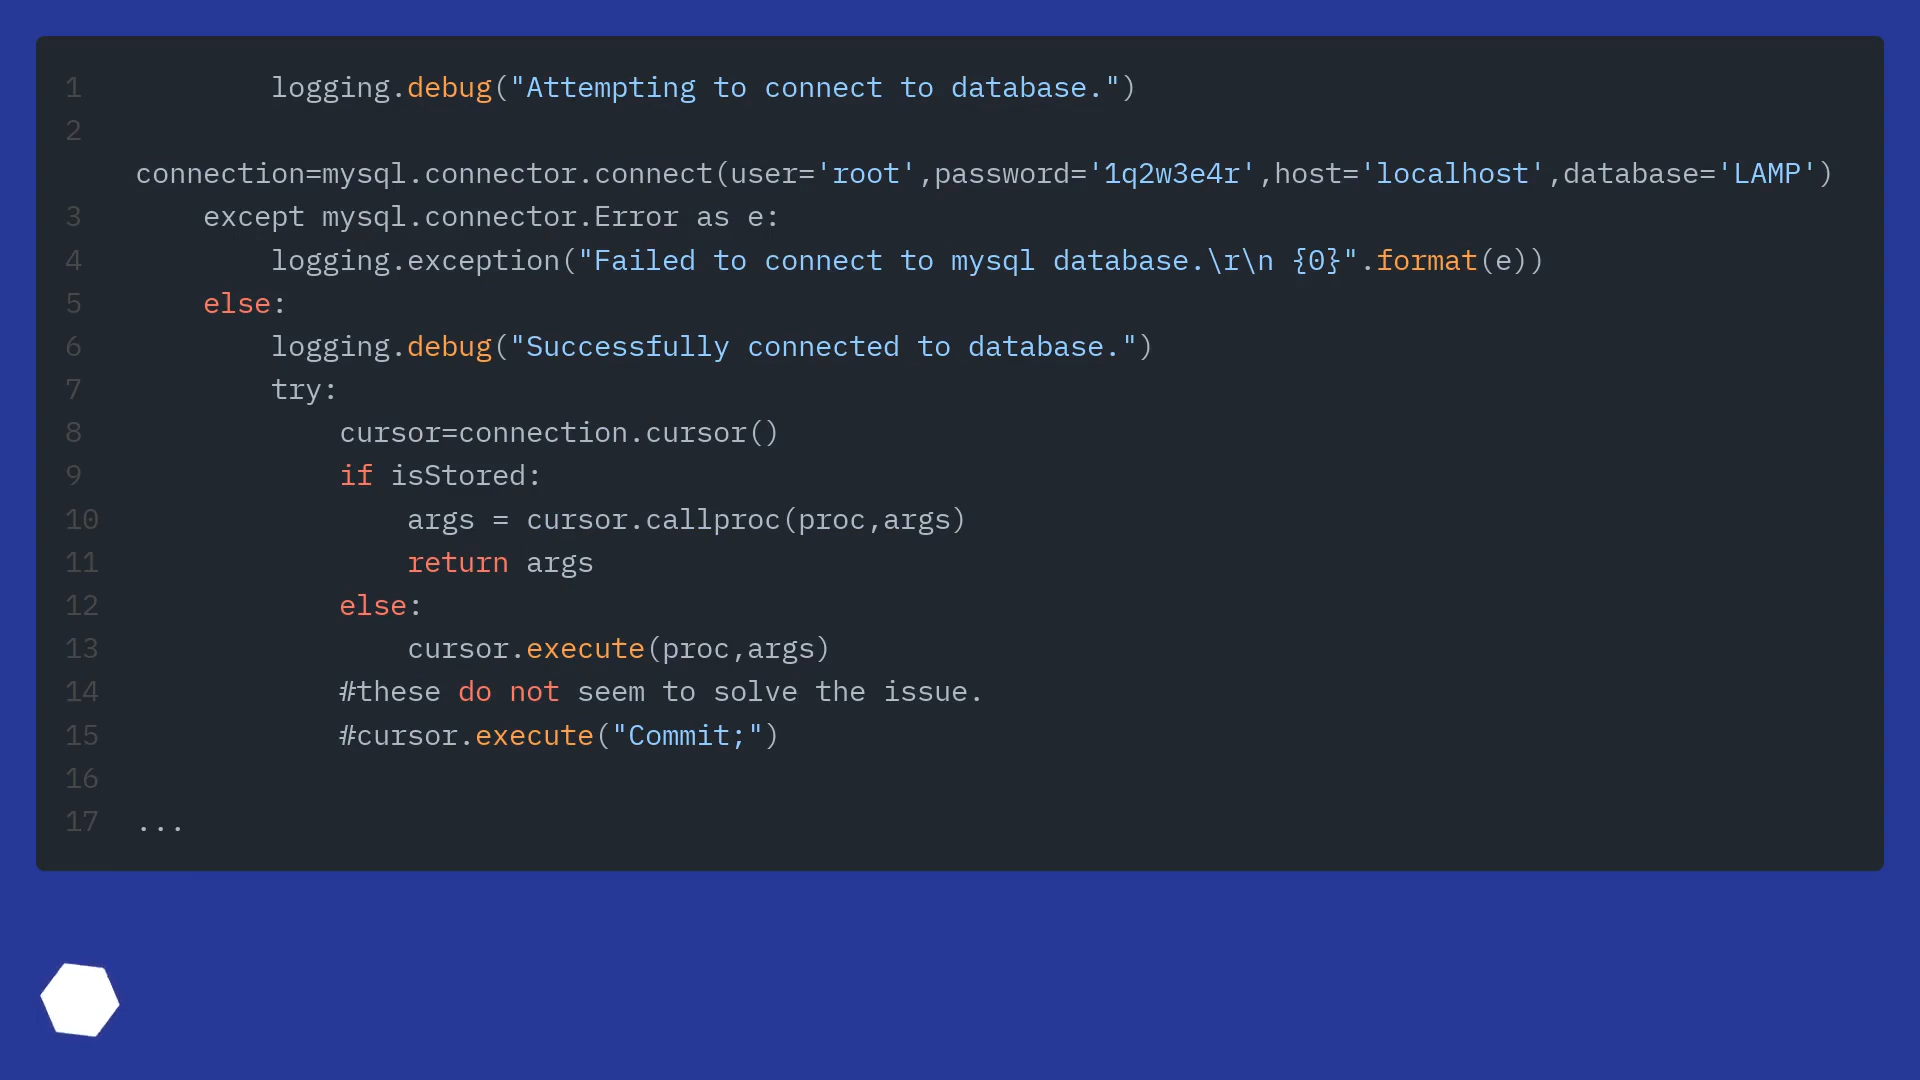 1 logging.debug("Attempting to connect to database.")
2
connection=mysql.connector.connect(user='root',password='1q2w3e4r',host='localhost',database='LAMP')
3 except mysql.connector.Error as e:
4 logging.exception("Failed to connect to mysql database.\r\n {0}".format(e))
5 else:
6 logging.debug("Successfully connected to database.")
7 try:
8 cursor=connection.cursor()
9 if isStored:
10 args = cursor.callproc(proc,args)
11 return args
12 else:
13 cursor.execute(proc,args)
14 #these do not seem to solve the issue.
15 #cursor.execute("Commit;")
16
17 ...